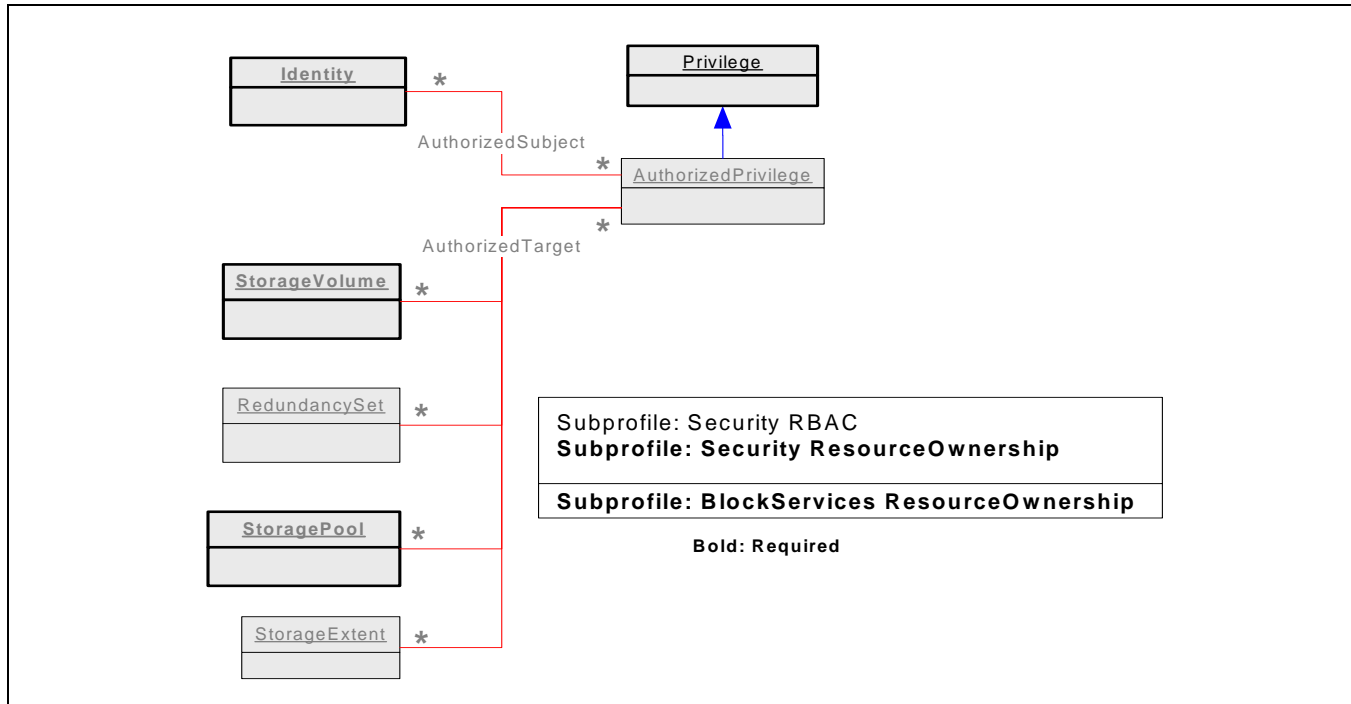 Identity
*
Privilege
AuthorizedSubject
*
AuthorizedPrivilege
*
AuthorizedTarget
StorageVolume
*
RedundancySet
*
Subprofile: Security RBAC
Subprofile: Security ResourceOwnership
Subprofile: BlockServices ResourceOwnership
Bold: Required
StoragePool
*
StorageExtent
*